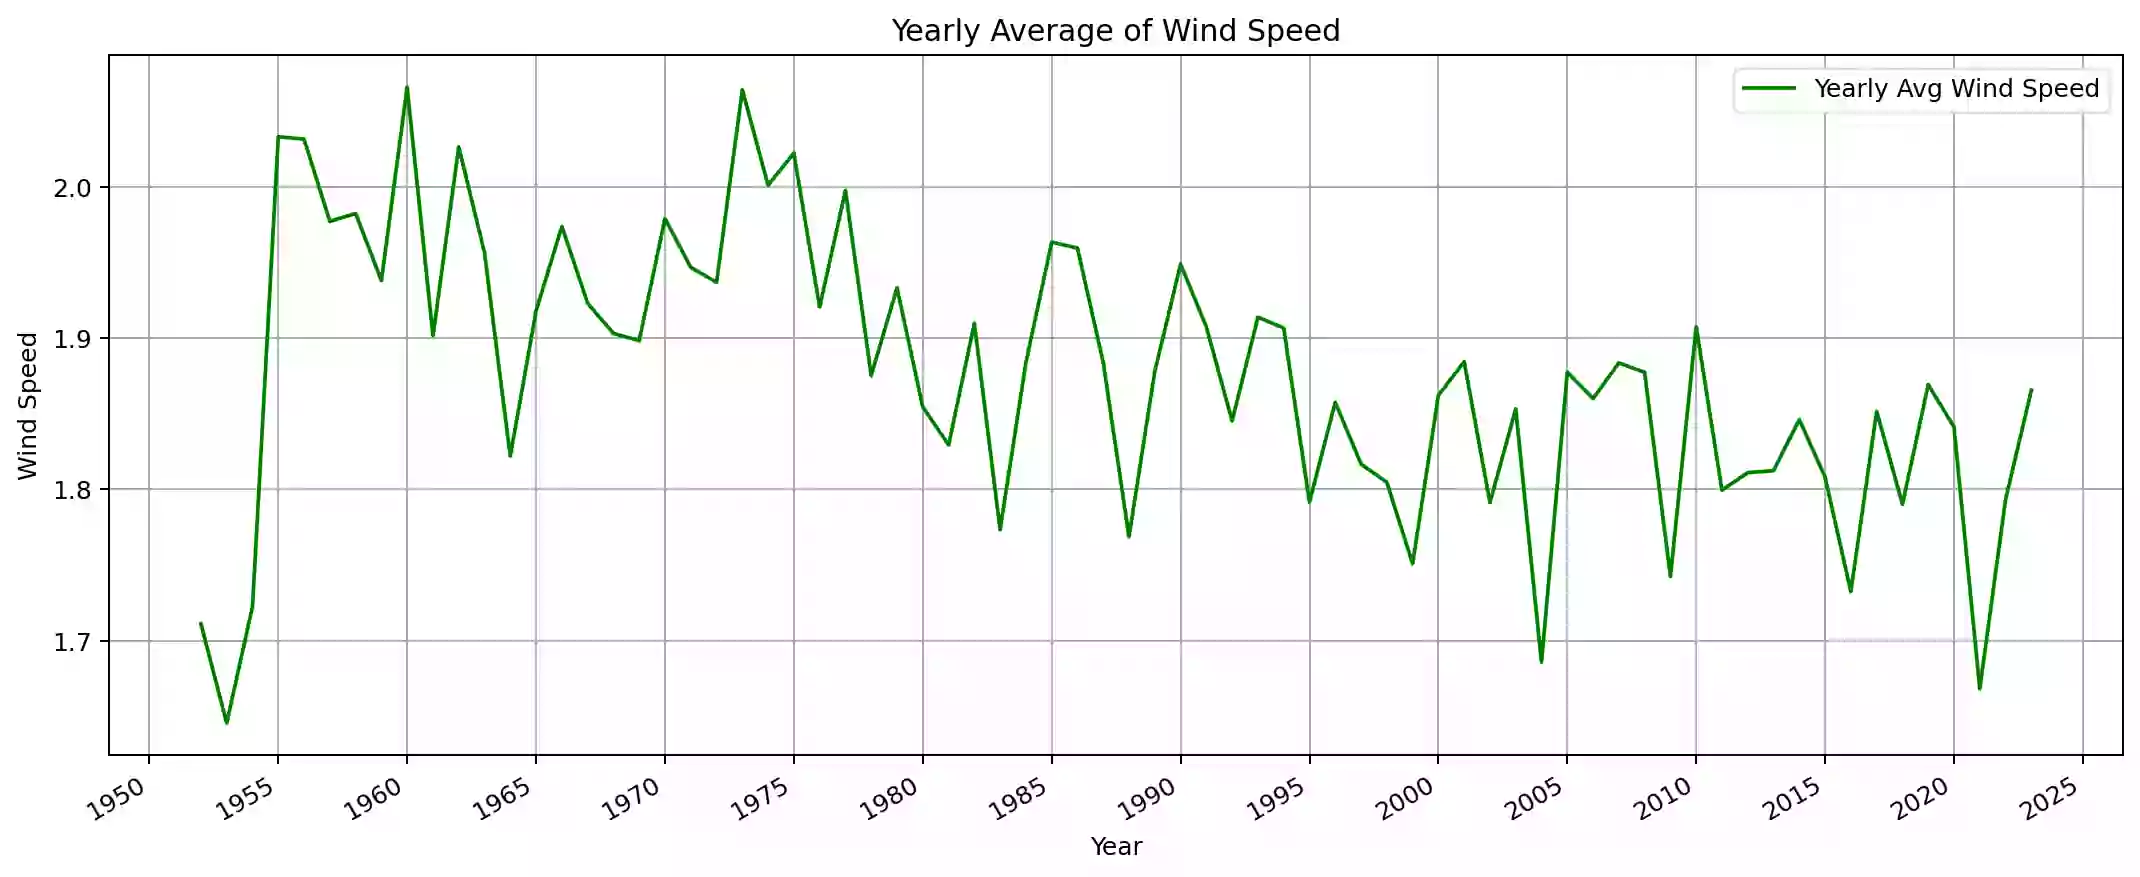 Yearly Average of Wind Speed
Yearly Avg Wind Speed
Wind Speed
2.0
1.9
1.8
1.7
1950 1955 1960 1965 1970 1975 1980 1985 1990 1995 2000 2005 2010 2015 2020 2025
Year